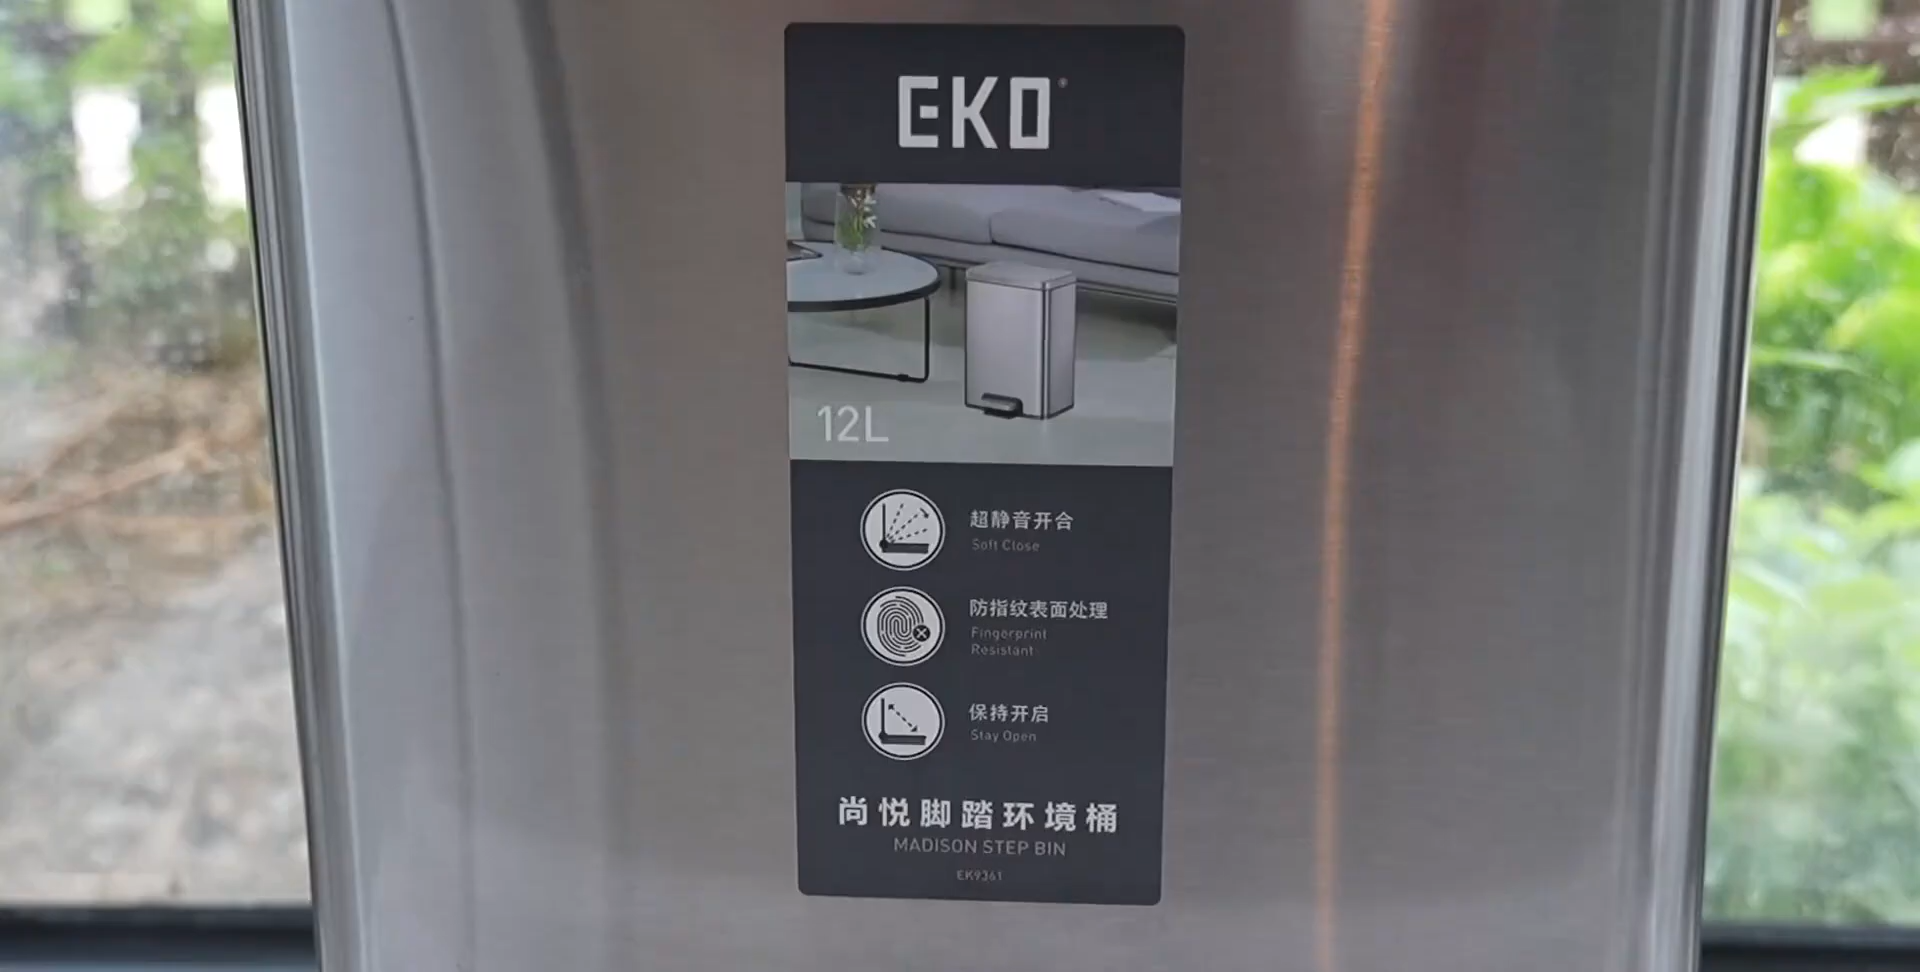 EKO®
12L
超静音开合
Soft Close
防指纹表面处理
Fingerprint
Resistant
保持开启
Stay Open
尚悦脚踏环境桶
MADISON STEP BIN
EK9361